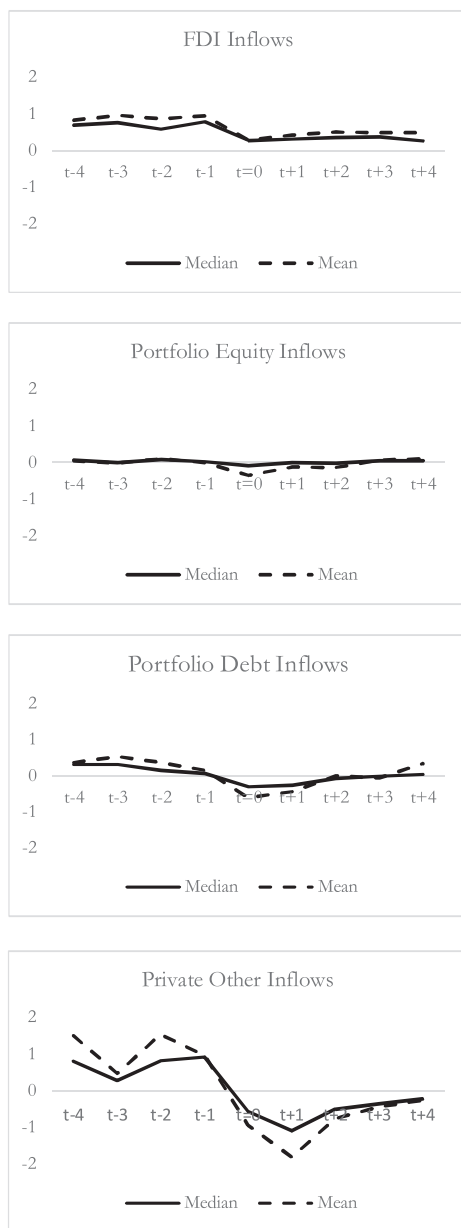 FDI Inflows
2
1
0
-1
-2
t-4 t-3 t-2 t-1 t=0 t+1 t+2 t+3 t+4
Median Mean
Portfolio Equity Inflows
2
1
0
-1
-2
t-4 t-3 t-2 t-1 t=0 t+1 t+2 t+3 t+4
Median Mean
Portfolio Debt Inflows
2
1
0
-1
-2
t-4 t-3 t-2 t-1 t=0 t+1 t+2 t+3 t+4
Median Mean
Private Other Inflows
2
1
0
-1
-2
t-4 t-3 t-2 t-1 t=0 t+1 t+2 t+3 t+4
Median Mean